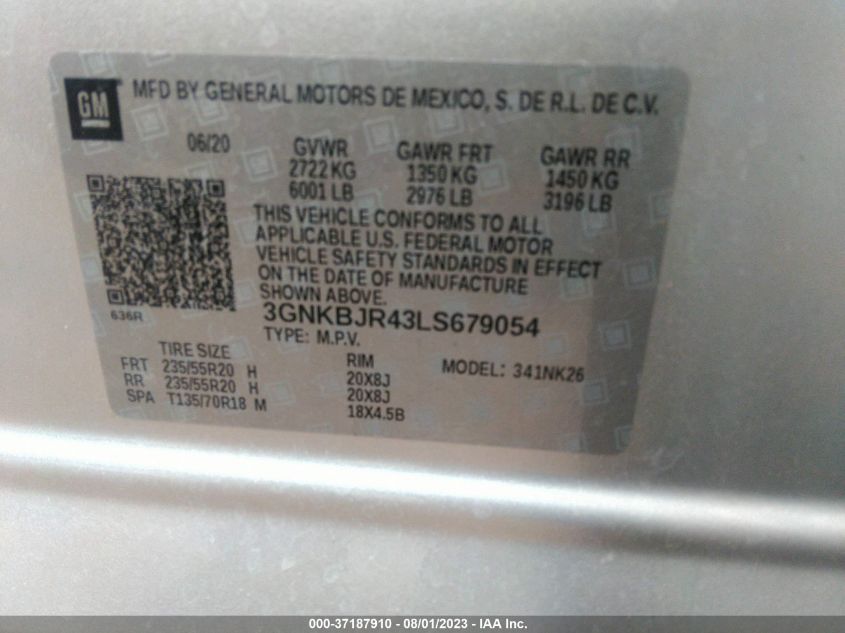 GM
MFD BY GENERAL MOTORS DE MEXICO, S. DE R.L. DE C.V.
06/20 GVWR GAWR FRT GAWR RR
2722 KG 1350 KG 1450 KG
6001 LB 2976 LB 3196 LB
THIS VEHICLE CONFORMS TO ALL
APPLICABLE U.S. FEDERAL MOTOR
VEHICLE SAFETY STANDARDS IN EFFECT
ON THE DATE OF MANUFACTURE
SHOWN ABOVE.
636R
3GNKBJR43LS679054
TYPE: M.P.V.
TIRE SIZE RIM MODEL: 341NK26
FRT 235/55R20 H 20X8J
RR 235/55R20 H 20X8J
SPA T135/70R18 M 18X4.5B
000-37187910 - 08/01/2023 - IAA Inc.